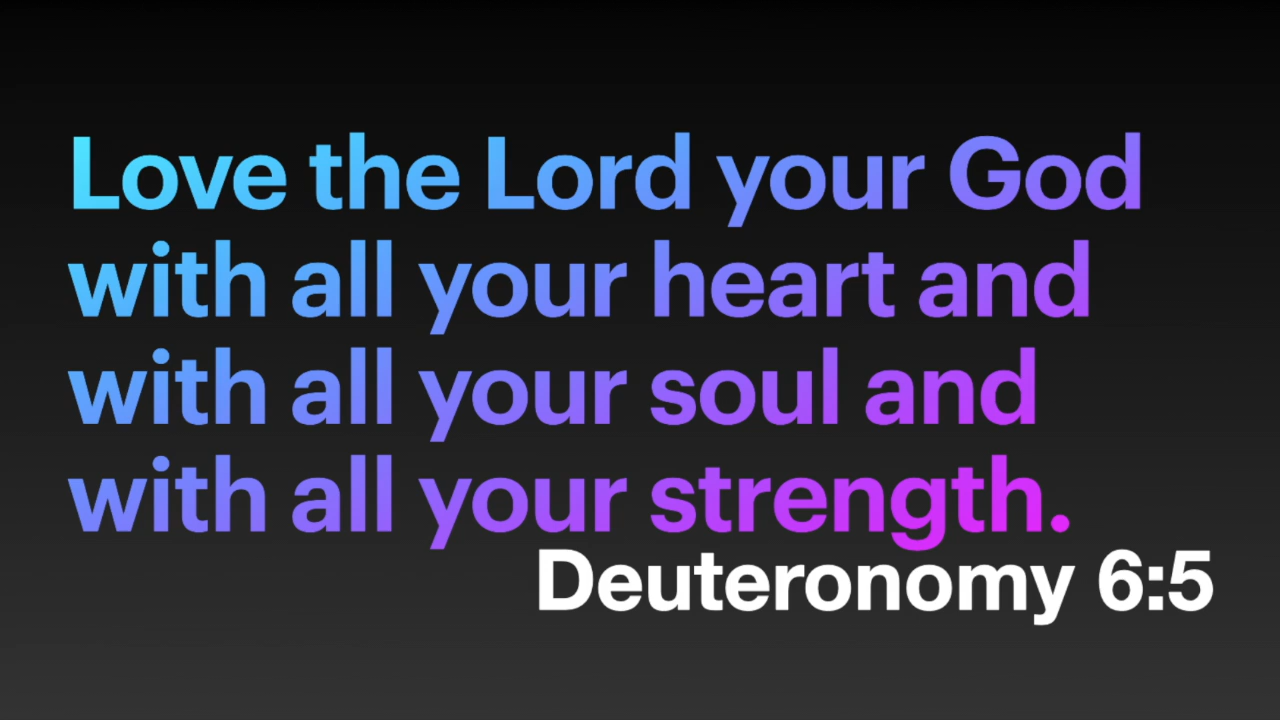 Love the Lord your God
with all your heart and
with all your soul and
with all your strength.
Deuteronomy 6:5